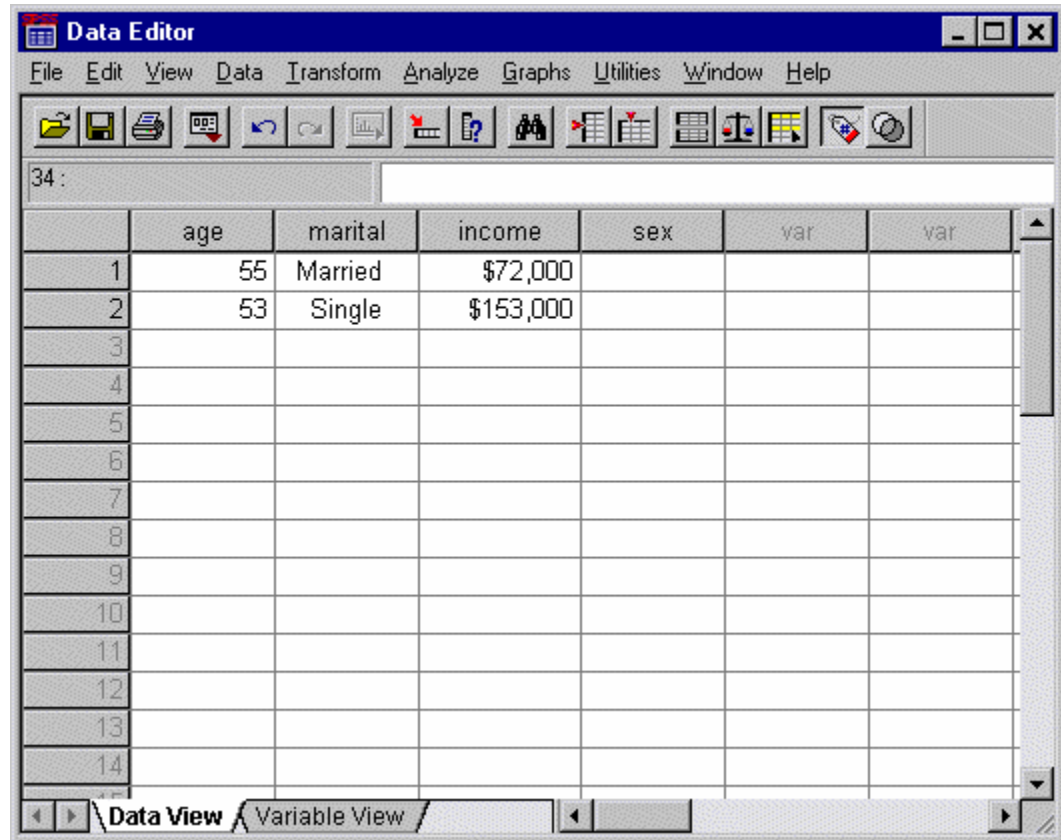 SPSS
Data Editor
File Edit View Data Transform Analyze Graphs Utilities Window Help
34 :
age marital income sex var var
1 55 Married $72,000
2 53 Single $153,000
3
4
5
6
7
8
9
10
11
12
13
14
15
Data View Variable View